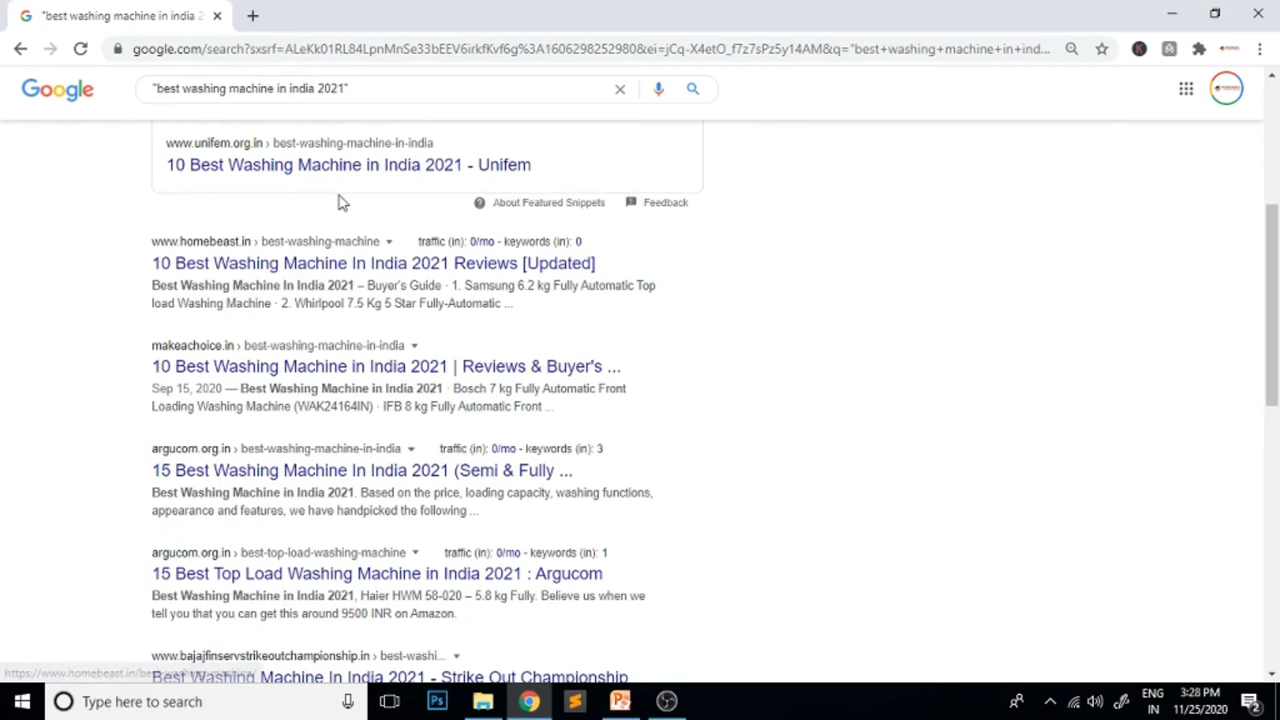 "best washing machine in india 2
google.com/search?sxsrf=ALeKk01RL84LpnMnSe33bEEV6irkfKvf6g%3A1606298252980&ei=jCq-X4etO_f7z7sPz5y14AM&q="best+washing+machine+in+ind...
Google
"best washing machine in india 2021"
www.unifem.org.in › best-washing-machine-in-india
10 Best Washing Machine in India 2021 - Unifem
About Featured Snippets Feedback
www.homebeast.in › best-washing-machine traffic (in): 0/mo - keywords (in): 0
10 Best Washing Machine In India 2021 Reviews [Updated]
Best Washing Machine In India 2021 – Buyer's Guide · 1. Samsung 6.2 kg Fully Automatic Top
load Washing Machine · 2. Whirlpool 7.5 Kg 5 Star Fully-Automatic ...
makeachoice.in › best-washing-machine-in-india
10 Best Washing Machine in India 2021 | Reviews & Buyer's ...
Sep 15, 2020 — Best Washing Machine in India 2021 · Bosch 7 kg Fully Automatic Front
Loading Washing Machine (WAK24164IN) · IFB 8 kg Fully Automatic Front ...
argucom.org.in › best-washing-machine-in-india traffic (in): 0/mo - keywords (in): 3
15 Best Washing Machine In India 2021 (Semi & Fully ...
Best Washing Machine in India 2021. Based on the price, loading capacity, washing functions,
appearance and features, we have handpicked the following ...
argucom.org.in › best-top-load-washing-machine traffic (in): 0/mo - keywords (in): 1
15 Best Top Load Washing Machine in India 2021 : Argucom
Best Washing Machine in India 2021, Haier HWM 58-020 – 5.8 kg Fully. Believe us when we
tell you that you can get this around 9500 INR on Amazon.
www.bajajfinservstrikeoutchampionship.in › best-washi...
Best Washing Machine In India 2021 - Strike Out Championship
https://www.homebeast.in/best-washing-machine/
Type here to search
Ps
ENG
IN
3:28 PM
11/25/2020
2